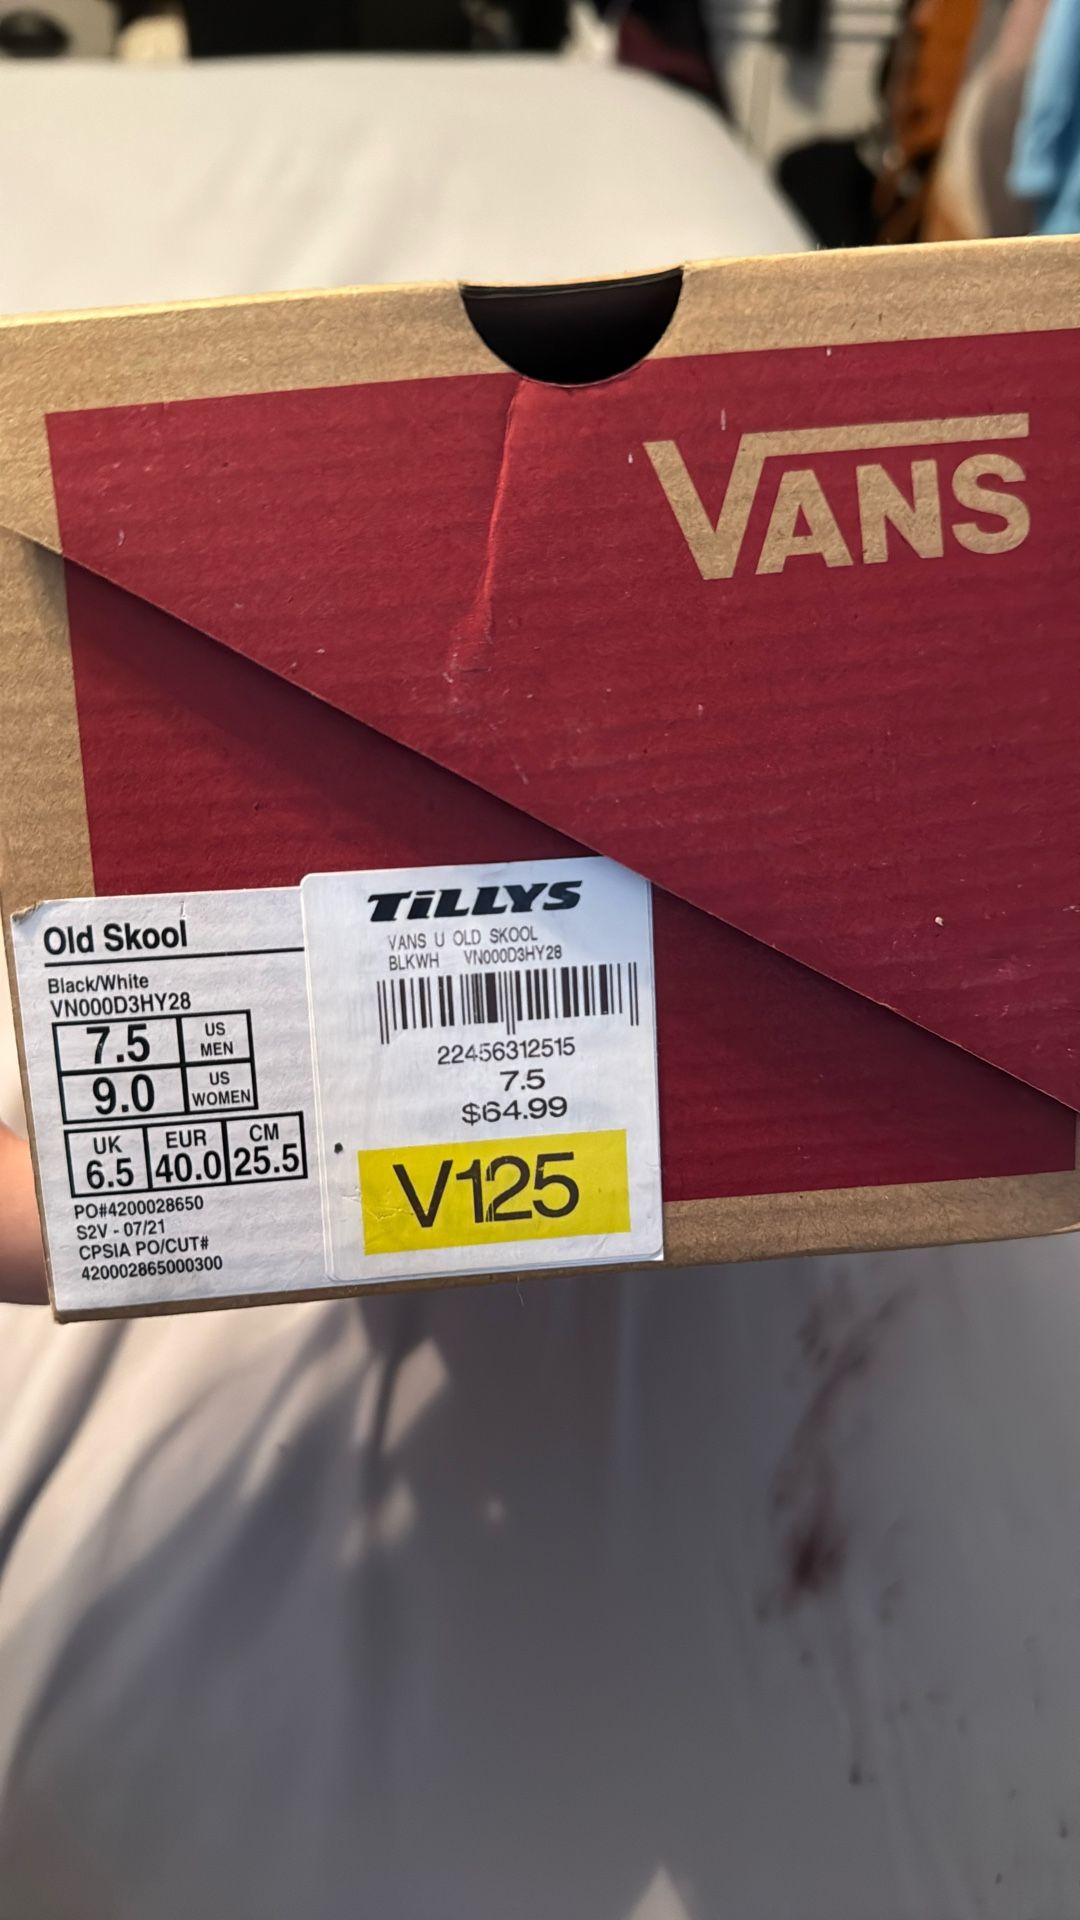 VANS
Old Skool
Black/White
VN000D3HY28
7.5 US MEN
9.0 US WOMEN
UK 6.5 EUR 40.0 CM 25.5
PO#4200028650
S2V - 07/21
CPSIA PO/CUT#
420002865000300
TiLLYS
VANS U OLD SKOOL
BLKWH VN000D3HY28
22456312515
7.5
$64.99
V125